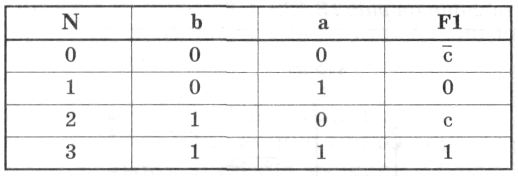 N b a F1
0 0 0 c̄
1 0 1 0
2 1 0 c
3 1 1 1